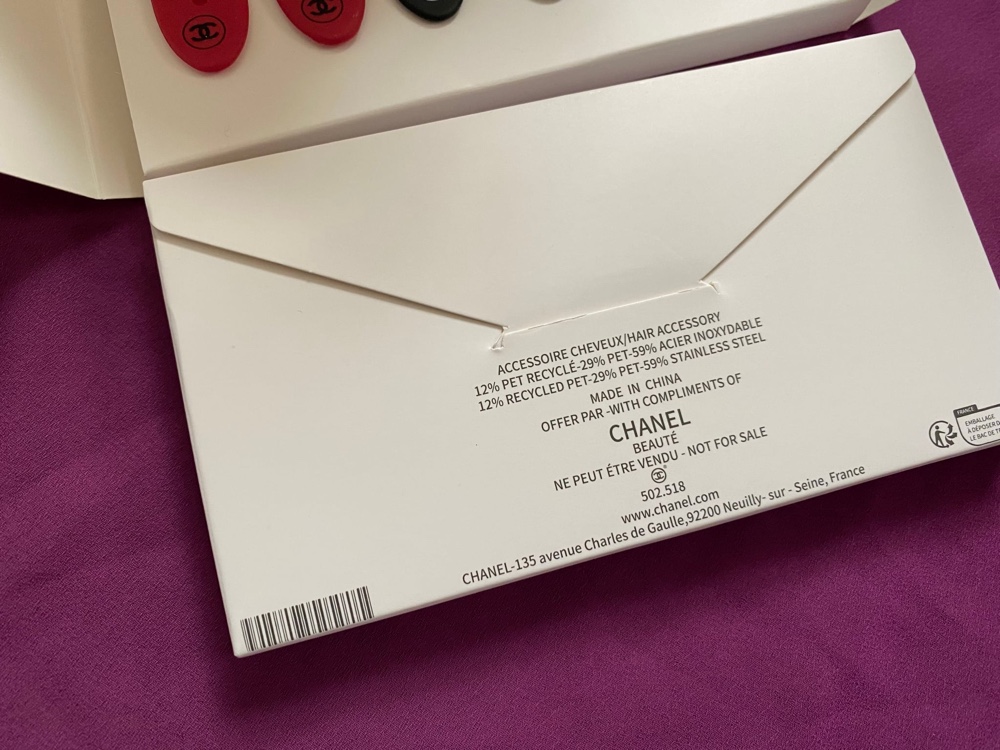 ACCESSOIRE CHEVEUX/HAIR ACCESSORY
12% PET RECYCLÉ-29% PET-59% ACIER INOXYDABLE
12% RECYCLED PET-29% PET-59% STAINLESS STEEL
MADE IN CHINA
OFFER PAR -WITH COMPLIMENTS OF
CHANEL
BEAUTÉ
NE PEUT ÉTRE VENDU - NOT FOR SALE
502.518
www.chanel.com
CHANEL-135 avenue Charles de Gaulle,92200 Neuilly- sur - Seine, France
FRANCE
EMBALLAGE
À DÉPOSER
LE BAC DE